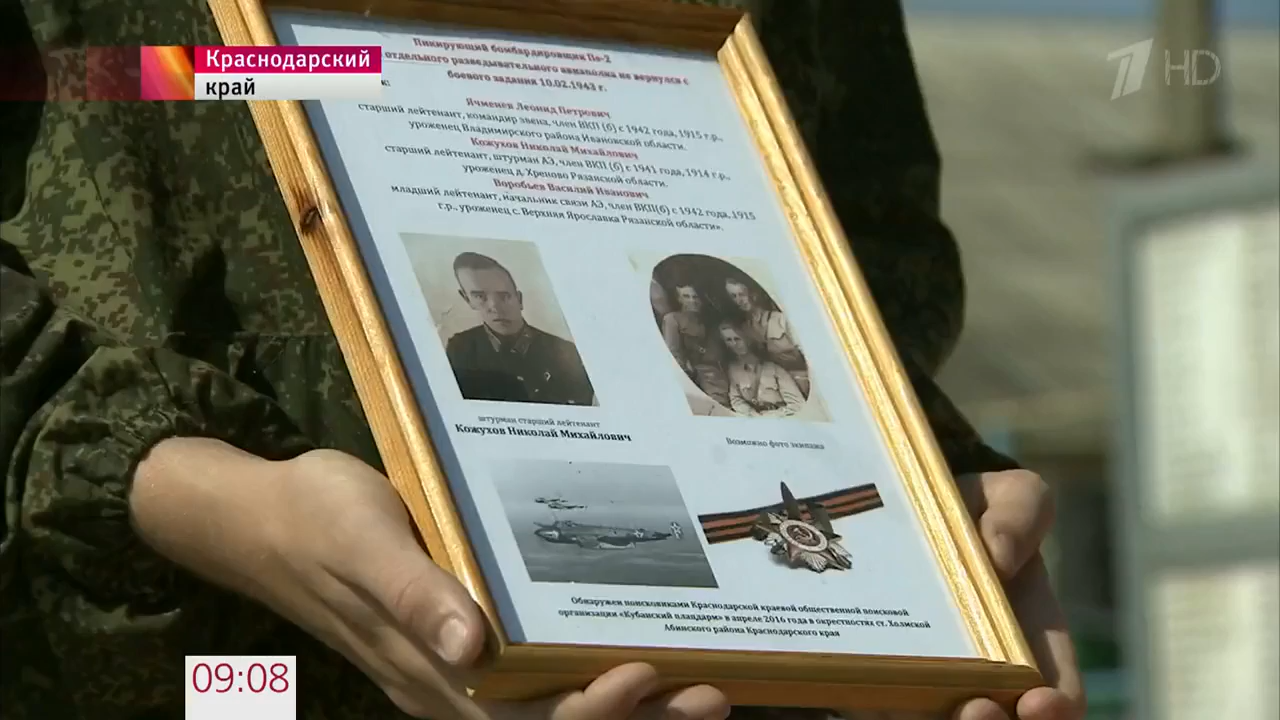 Краснодарский
край
1 HD
Пикирующий бомбардировщик Пе-2
отдельного разведывательного авиаполка не вернулся с
боевого задания 10.02.1943 г.
Ячменев Леонид Петрович
старший лейтенант, командир звена, член ВКП (б) с 1942 года, 1915 г.р.,
уроженец Владимирского района Ивановской области.
Кожухов Николай Михайлович
старший лейтенант, штурман АЭ, член ВКП (б) с 1941 года, 1914 г.р.,
уроженец д. Хреново Рязанской области.
Воробьев Василий Иванович
младший лейтенант, начальник связи АЭ, член ВКП(б) с 1942 года, 1915
г.р., уроженец с. Верхняя Ярославка Рязанской области».
штурман старший лейтенант
Кожухов Николай Михайлович
Возможно фото экипажа
Обнаружен поисковиками Краснодарской краевой общественной поисковой
организации «Кубанский плацдарм» в апреле 2016 года в окрестностях ст. Холмской
Абинского района Краснодарского края
09:08